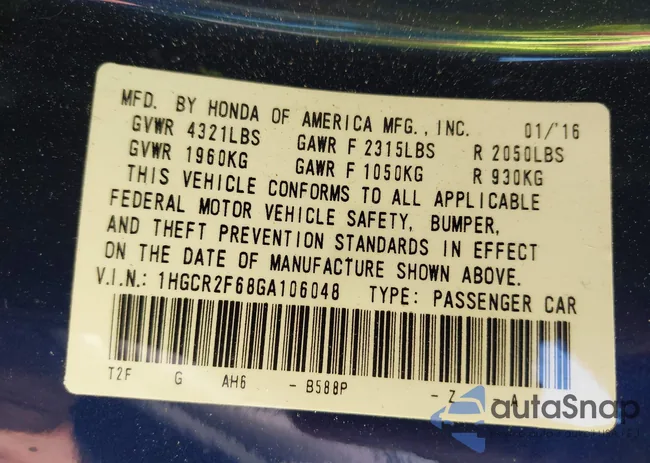 MFD. BY HONDA OF AMERICA MFG., INC. 01/'16
GVWR 4321LBS GAWR F 2315LBS R 2050LBS
GVWR 1960KG GAWR F 1050KG R 930KG
THIS VEHICLE CONFORMS TO ALL APPLICABLE
FEDERAL MOTOR VEHICLE SAFETY, BUMPER,
AND THEFT PREVENTION STANDARDS IN EFFECT
ON THE DATE OF MANUFACTURE SHOWN ABOVE.
V.I.N.: 1HGCR2F68GA106048 TYPE: PASSENGER CAR
T2F G AH6 - B588P - Z - A
autaSnap